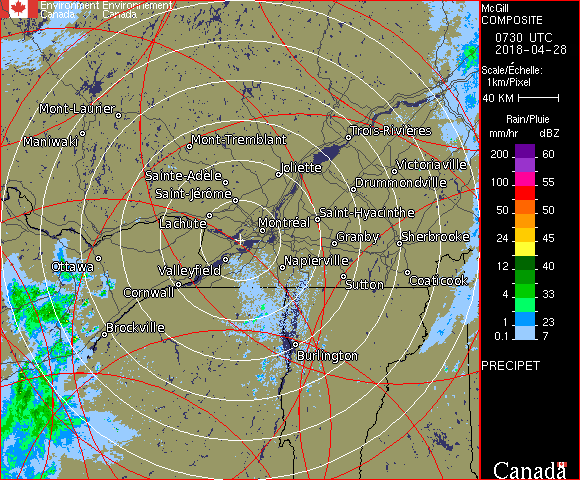 Environment Environnement
Canada Canada
McGill
COMPOSITE
0730 UTC
2018-04-28
Scale/Échelle:
1km/Pixel
40 KM
Rain/Pluie
mm/hr dBZ
200 60
100 55
50 50
24 45
12 40
4 33
1 23
0.1 7
PRECIPET
Canada
Mont-Laurier
Maniwaki
Mont-Tremblant
Trois-Rivières
Joliette
Victoriaville
Sainte-Adèle
Drummondville
Saint-Jérôme
Lachute
Montréal
Saint-Hyacinthe
Granby
Sherbrooke
Ottawa
Valleyfield
Napierville
Cornwall
Sutton
Coaticook
Brockville
Burlington